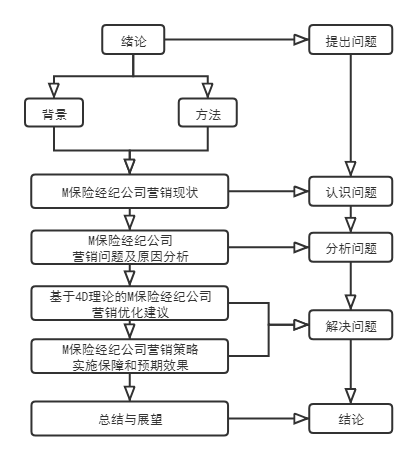 绪论
提出问题
背景
方法
M保险经纪公司营销现状
认识问题
M保险经纪公司
营销问题及原因分析
分析问题
基于4D理论的M保险经纪公司
营销优化建议
解决问题
M保险经纪公司营销策略
实施保障和预期效果
总结与展望
结论